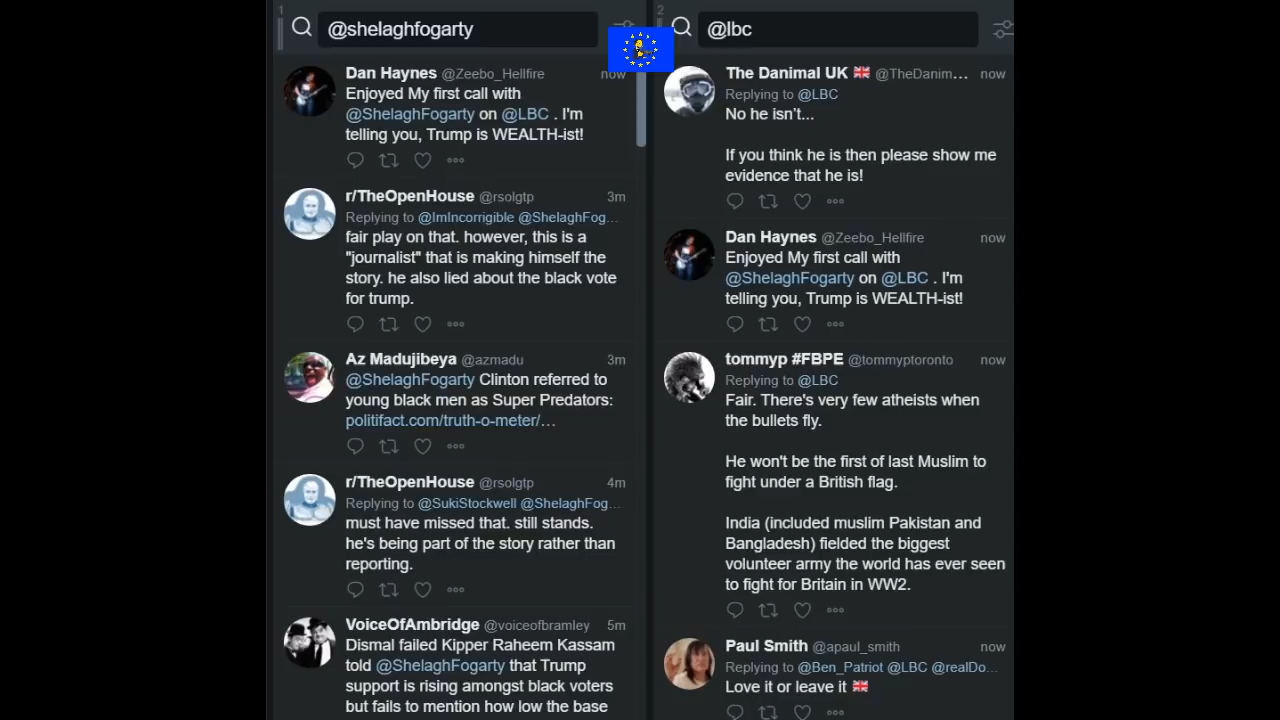 1
@shelaghfogarty
Dan Haynes @Zeebo_Hellfire now
Enjoyed My first call with
@ShelaghFogarty on @LBC . I'm
telling you, Trump is WEALTH-ist!
r/TheOpenHouse @rsolgtp 3m
Replying to @ImIncorrigible @ShelaghFog...
fair play on that. however, this is a
"journalist" that is making himself the
story. he also lied about the black vote
for trump.
Az Madujibeya @azmadu 3m
@ShelaghFogarty Clinton referred to
young black men as Super Predators:
politifact.com/truth-o-meter/...
r/TheOpenHouse @rsolgtp 4m
Replying to @SukiStockwell @ShelaghFog...
must have missed that. still stands.
he's being part of the story rather than
reporting.
VoiceOfAmbridge @voiceofbramley 5m
Dismal failed Kipper Raheem Kassam
told @ShelaghFogarty that Trump
support is rising amongst black voters
but fails to mention how low the base
2
@lbc
The Danimal UK 🇬🇧 @TheDanim... now
Replying to @LBC
No he isn't...
If you think he is then please show me
evidence that he is!
Dan Haynes @Zeebo_Hellfire now
Enjoyed My first call with
@ShelaghFogarty on @LBC . I'm
telling you, Trump is WEALTH-ist!
tommyp #FBPE @tommyptoronto now
Replying to @LBC
Fair. There's very few atheists when
the bullets fly.
He won't be the first of last Muslim to
fight under a British flag.
India (included muslim Pakistan and
Bangladesh) fielded the biggest
volunteer army the world has ever seen
to fight for Britain in WW2.
Paul Smith @apaul_smith now
Replying to @Ben_Patriot @LBC @realDo...
Love it or leave it 🇬🇧